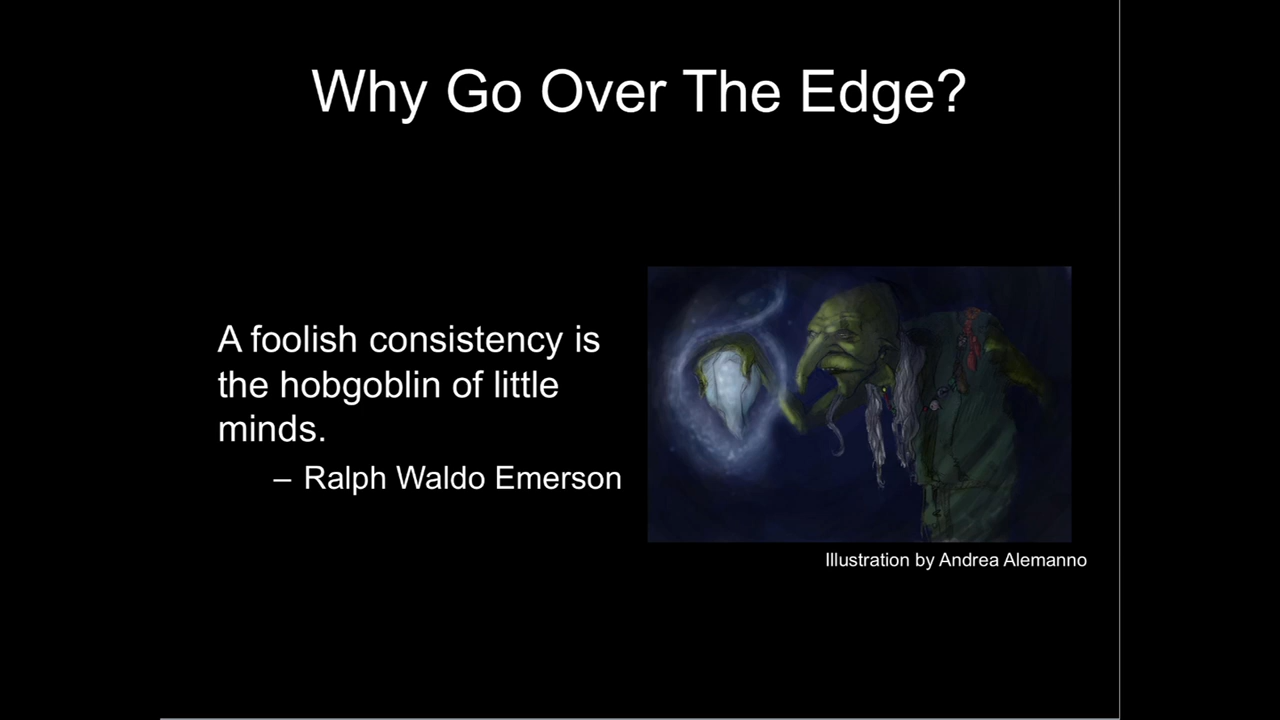 Why Go Over The Edge?
A foolish consistency is
the hobgoblin of little
minds.
– Ralph Waldo Emerson
Illustration by Andrea Alemanno